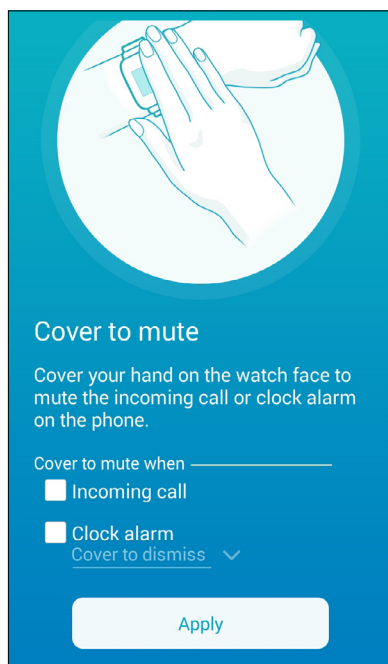 Cover to mute
Cover your hand on the watch face to
mute the incoming call or clock alarm
on the phone.
Cover to mute when
Incoming call
Clock alarm
Cover to dismiss
Apply